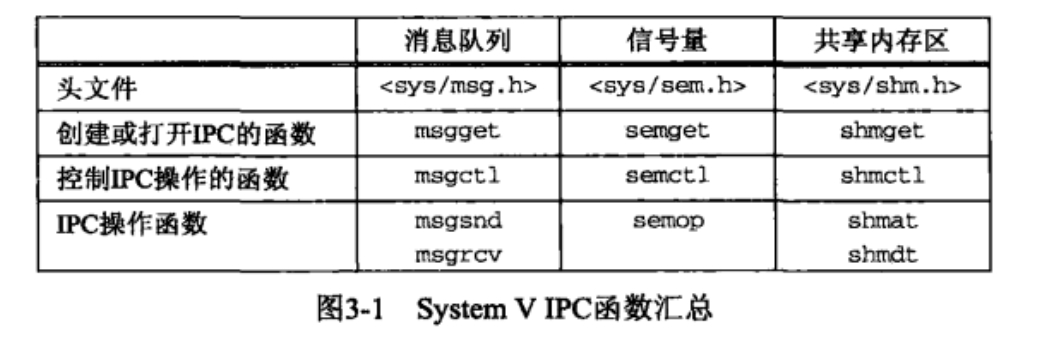 消息队列 信号量 共享内存区
头文件 <sys/msg.h> <sys/sem.h> <sys/shm.h>
创建或打开IPC的函数 msgget semget shmget
控制IPC操作的函数 msgctl semctl shmctl
IPC操作函数 msgsnd semop shmat
msgrcv shmdt
图3-1 System V IPC函数汇总